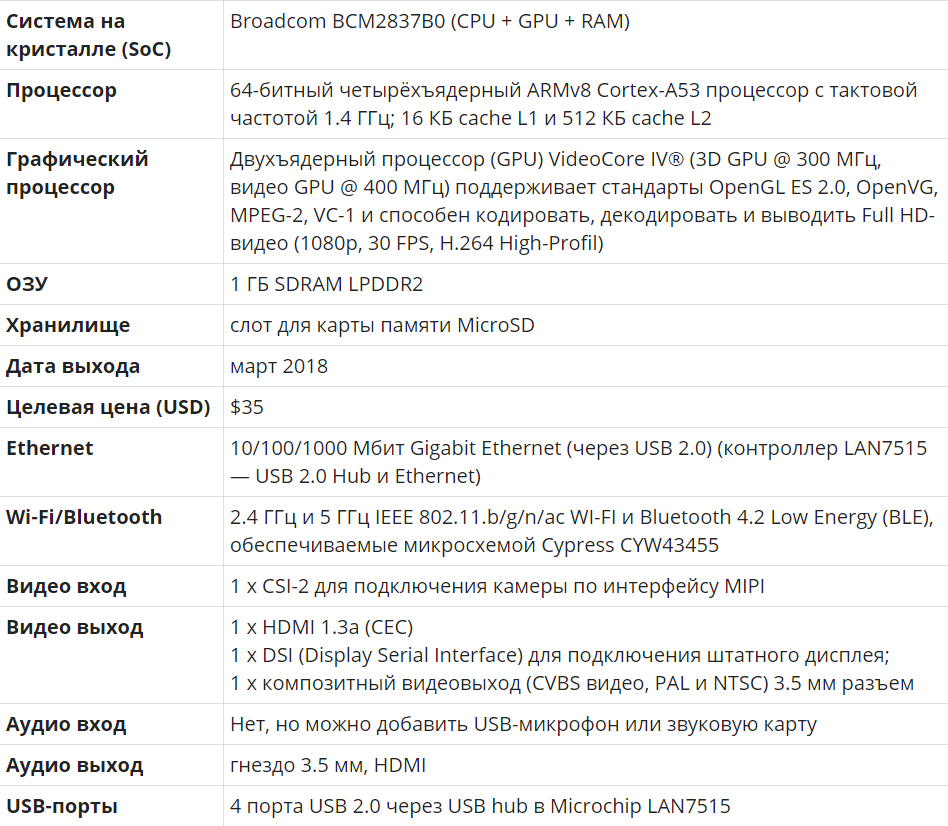 Система на
кристалле (SoC)
Broadcom BCM2837B0 (CPU + GPU + RAM)
Процессор
64-битный четырёхъядерный ARMv8 Cortex-A53 процессор с тактовой
частотой 1.4 ГГц; 16 КБ cache L1 и 512 КБ cache L2
Графический
процессор
Двухъядерный процессор (GPU) VideoCore IV® (3D GPU @ 300 МГц,
видео GPU @ 400 МГц) поддерживает стандарты OpenGL ES 2.0, OpenVG,
MPEG-2, VC-1 и способен кодировать, декодировать и выводить Full HD-
видео (1080p, 30 FPS, H.264 High-Profil)
ОЗУ
1 ГБ SDRAM LPDDR2
Хранилище
слот для карты памяти MicroSD
Дата выхода
март 2018
Целевая цена (USD)
$35
Ethernet
10/100/1000 Мбит Gigabit Ethernet (через USB 2.0) (контроллер LAN7515
— USB 2.0 Hub и Ethernet)
Wi-Fi/Bluetooth
2.4 ГГц и 5 ГГц IEEE 802.11.b/g/n/ac WI-FI и Bluetooth 4.2 Low Energy (BLE),
обеспечиваемые микросхемой Cypress CYW43455
Видео вход
1 x CSI-2 для подключения камеры по интерфейсу MIPI
Видео выход
1 x HDMI 1.3a (CEC)
1 x DSI (Display Serial Interface) для подключения штатного дисплея;
1 x композитный видеовыход (CVBS видео, PAL и NTSC) 3.5 мм разъем
Аудио вход
Нет, но можно добавить USB-микрофон или звуковую карту
Аудио выход
гнездо 3.5 мм, HDMI
USB-порты
4 порта USB 2.0 через USB hub в Microchip LAN7515